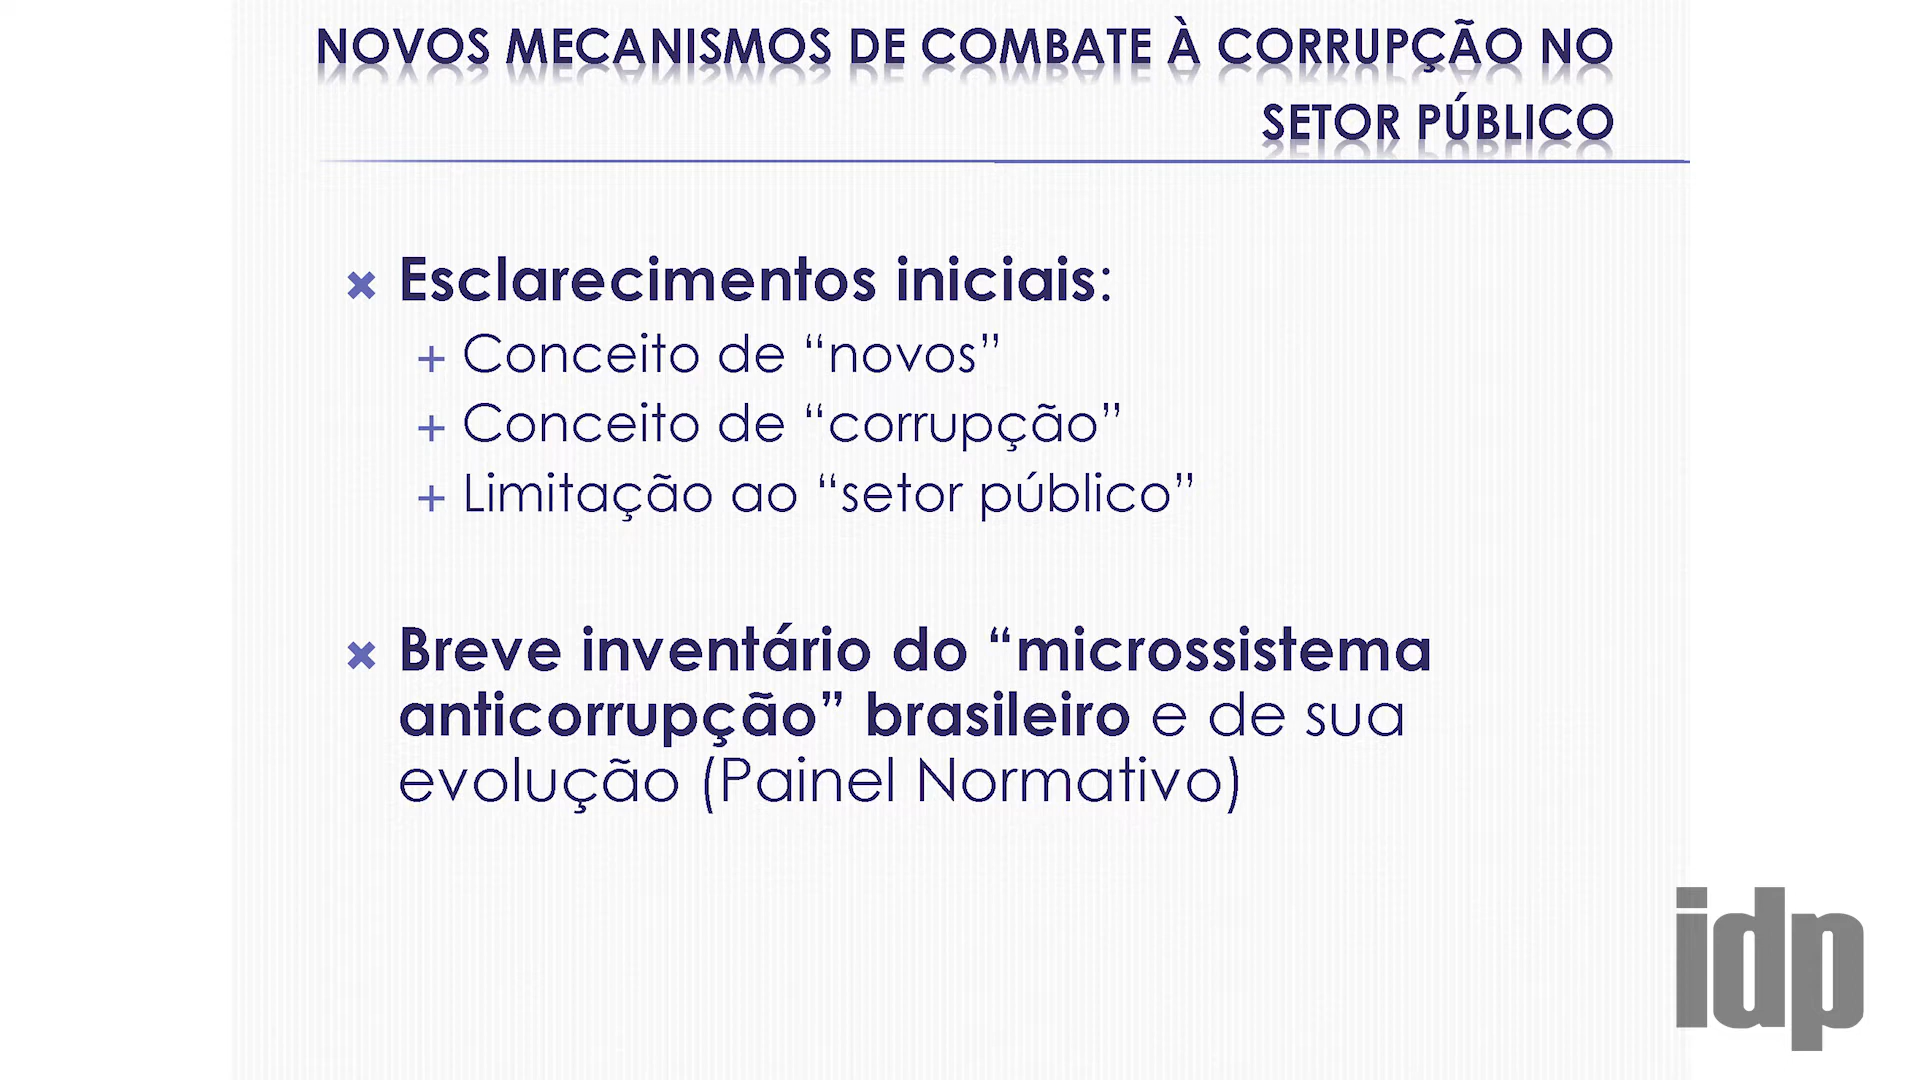 NOVOS MECANISMOS DE COMBATE À CORRUPÇÃO NO
SETOR PÚBLICO
Esclarecimentos iniciais:
+ Conceito de “novos”
+ Conceito de “corrupção”
+ Limitação ao “setor público”
Breve inventário do “microssistema
anticorrupção” brasileiro e de sua
evolução (Painel Normativo)
idp